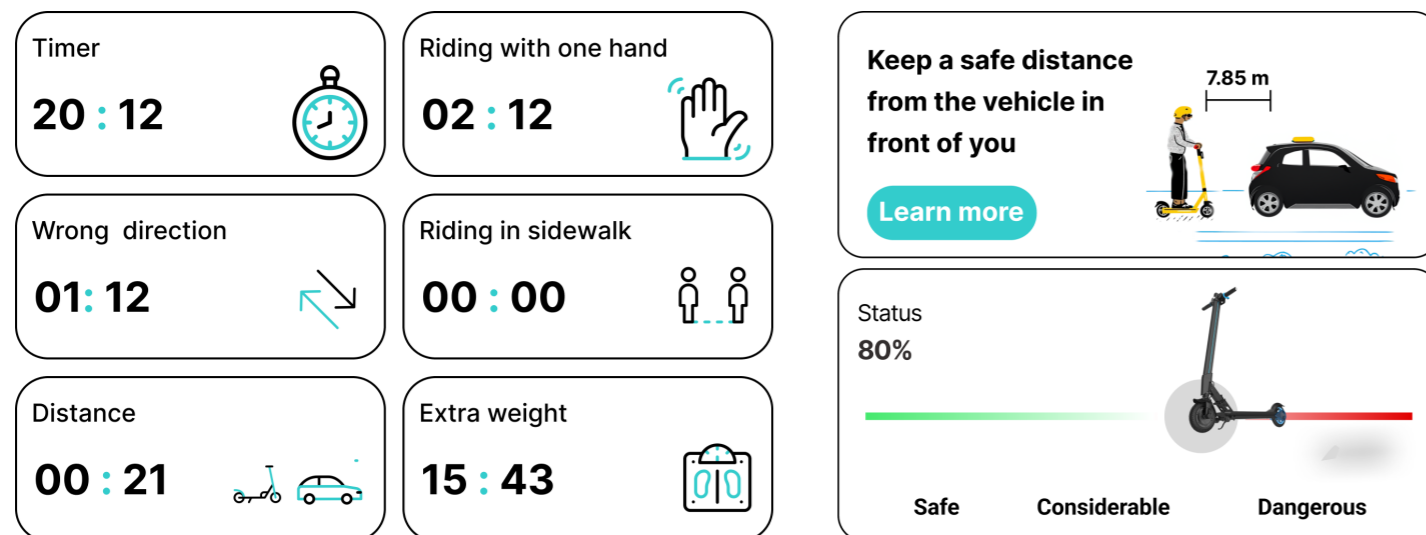 Timer
20 : 12
Riding with one hand
02 : 12
Wrong direction
01: 12
Riding in sidewalk
00 : 00
Distance
00 : 21
Extra weight
15 : 43
Keep a safe distance
from the vehicle in
front of you
Learn more
7.85 m
Status
80%
Safe
Considerable
Dangerous